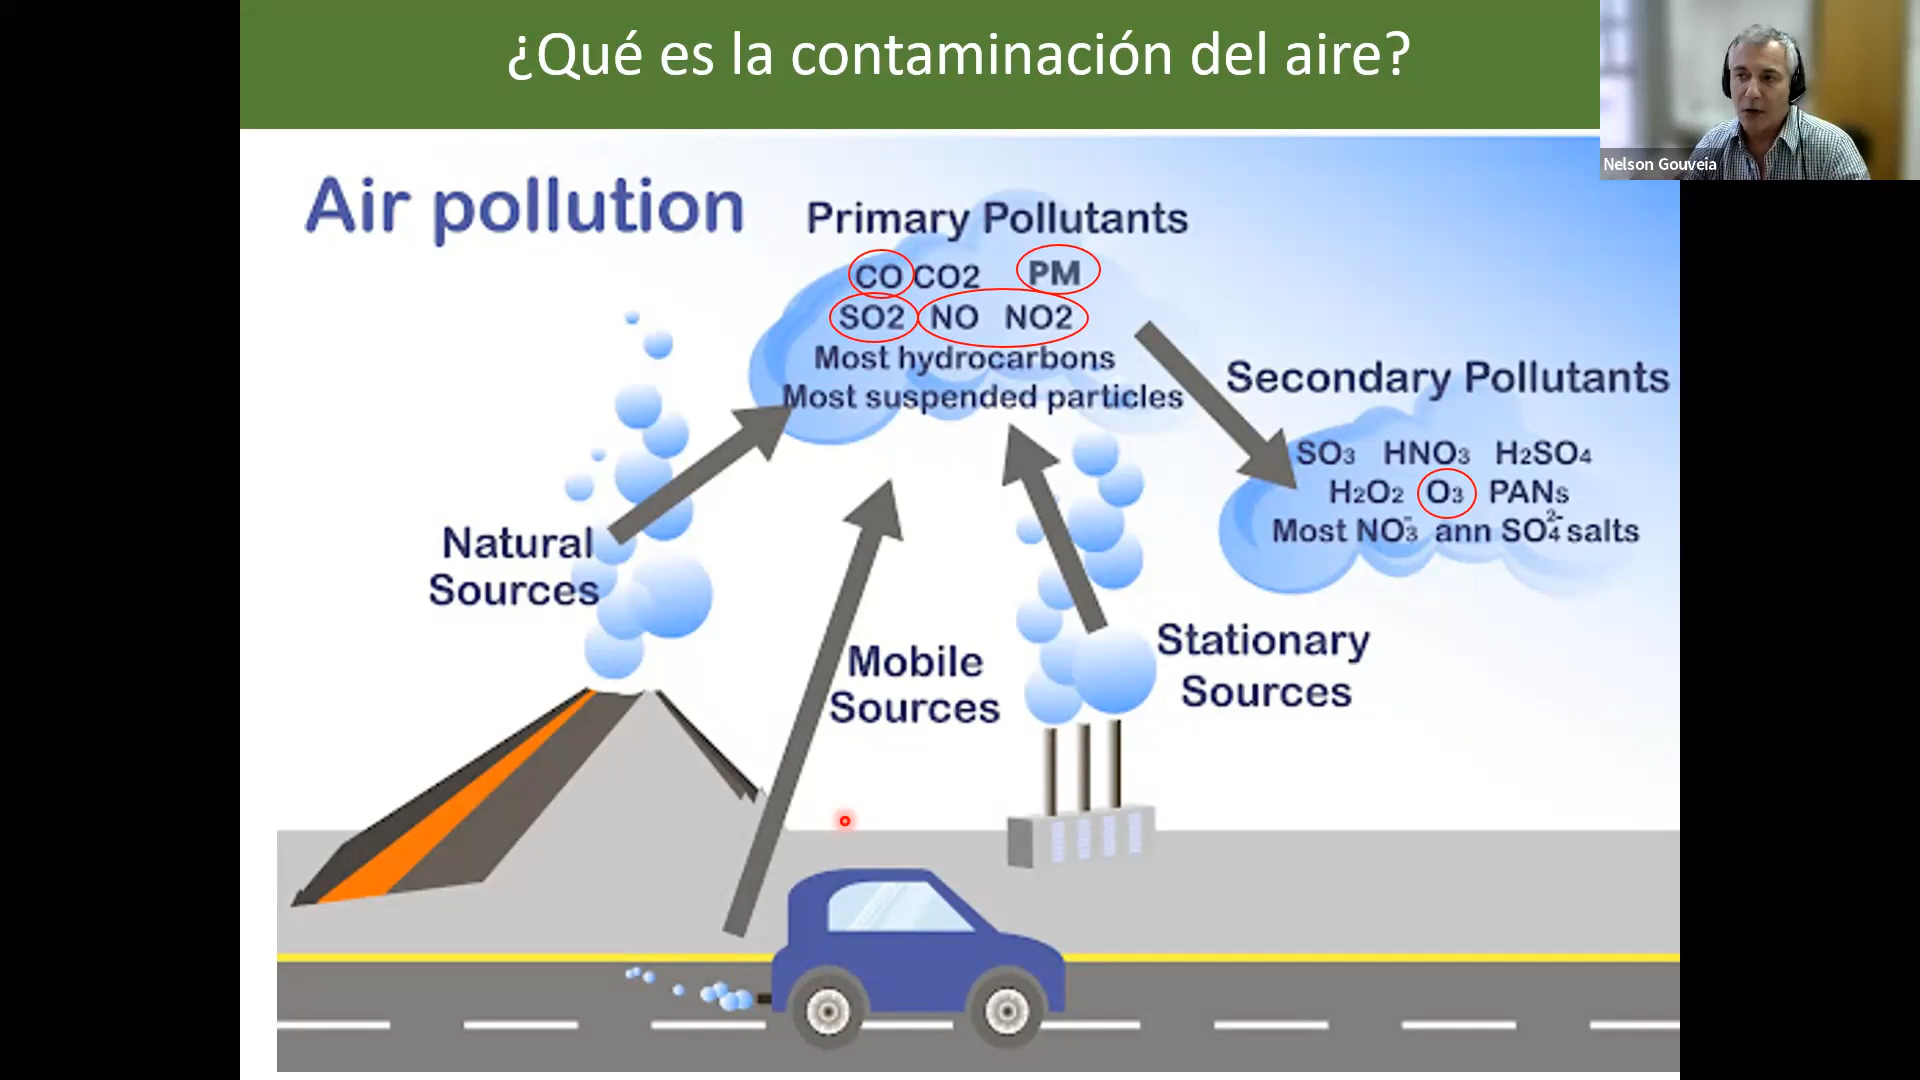 ¿Qué es la contaminación del aire?
Nelson Gouveia
Air pollution
Primary Pollutants
CO CO2 PM
SO2 NO NO2
Most hydrocarbons
Most suspended particles
Secondary Pollutants
SO3 HNO3 H2SO4
H2O2 O3 PANs
Most NO3⁻ ann SO4²⁻ salts
Natural
Sources
Mobile
Sources
Stationary
Sources